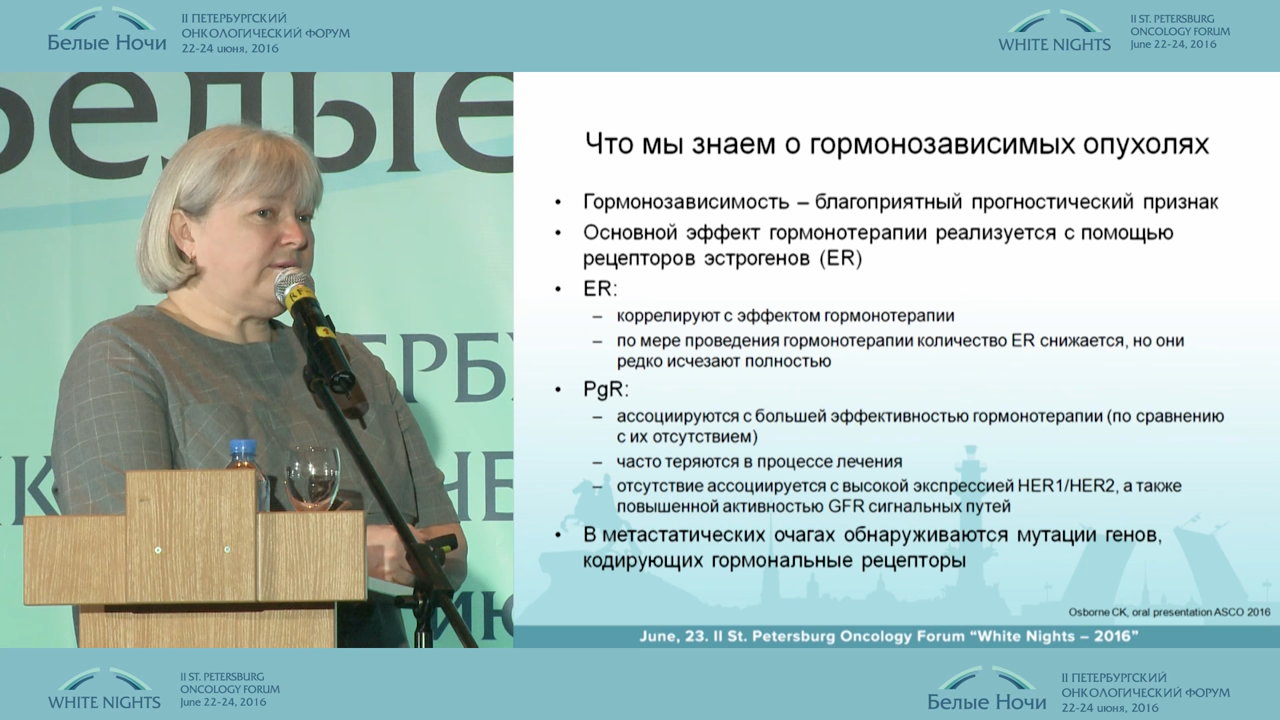 Белые Ночи
II ПЕТЕРБУРГСКИЙ
ОНКОЛОГИЧЕСКИЙ ФОРУМ
22-24 июня, 2016
WHITE NIGHTS
II ST. PETERSBURG
ONCOLOGY FORUM
June 22-24, 2016
Белые
Что мы знаем о гормонозависимых опухолях
• Гормонозависимость – благоприятный прогностический признак
• Основной эффект гормонотерапии реализуется с помощью
рецепторов эстрогенов (ER)
• ER:
– коррелируют с эффектом гормонотерапии
– по мере проведения гормонотерапии количество ER снижается, но они
редко исчезают полностью
• PgR:
– ассоциируются с большей эффективностью гормонотерапии (по сравнению
с их отсутствием)
– часто теряются в процессе лечения
– отсутствие ассоциируется с высокой экспрессией HER1/HER2, а также
повышенной активностью GFR сигнальных путей
• В метастатических очагах обнаруживаются мутации генов,
кодирующих гормональные рецепторы
Osborne CK, oral presentation ASCO 2016
June, 23. II St. Petersburg Oncology Forum “White Nights – 2016”
WHITE NIGHTS
II ST. PETERSBURG
ONCOLOGY FORUM
June 22-24, 2016
Белые Ночи
II ПЕТЕРБУРГСКИЙ
ОНКОЛОГИЧЕСКИЙ ФОРУМ
22-24 июня, 2016